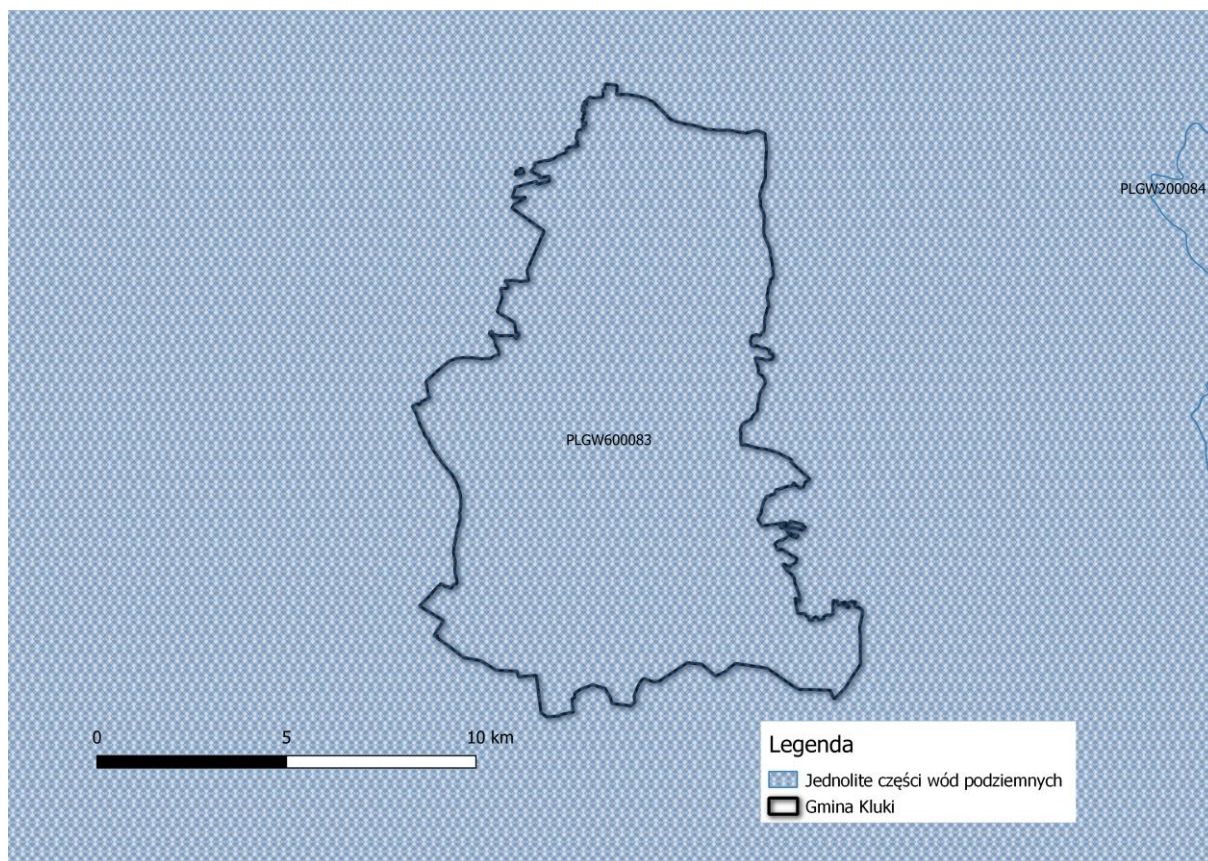 PLGW200084
PLGW600083
0 5 10 km
Legenda
Jednolite części wód podziemnych
Gmina Kluki